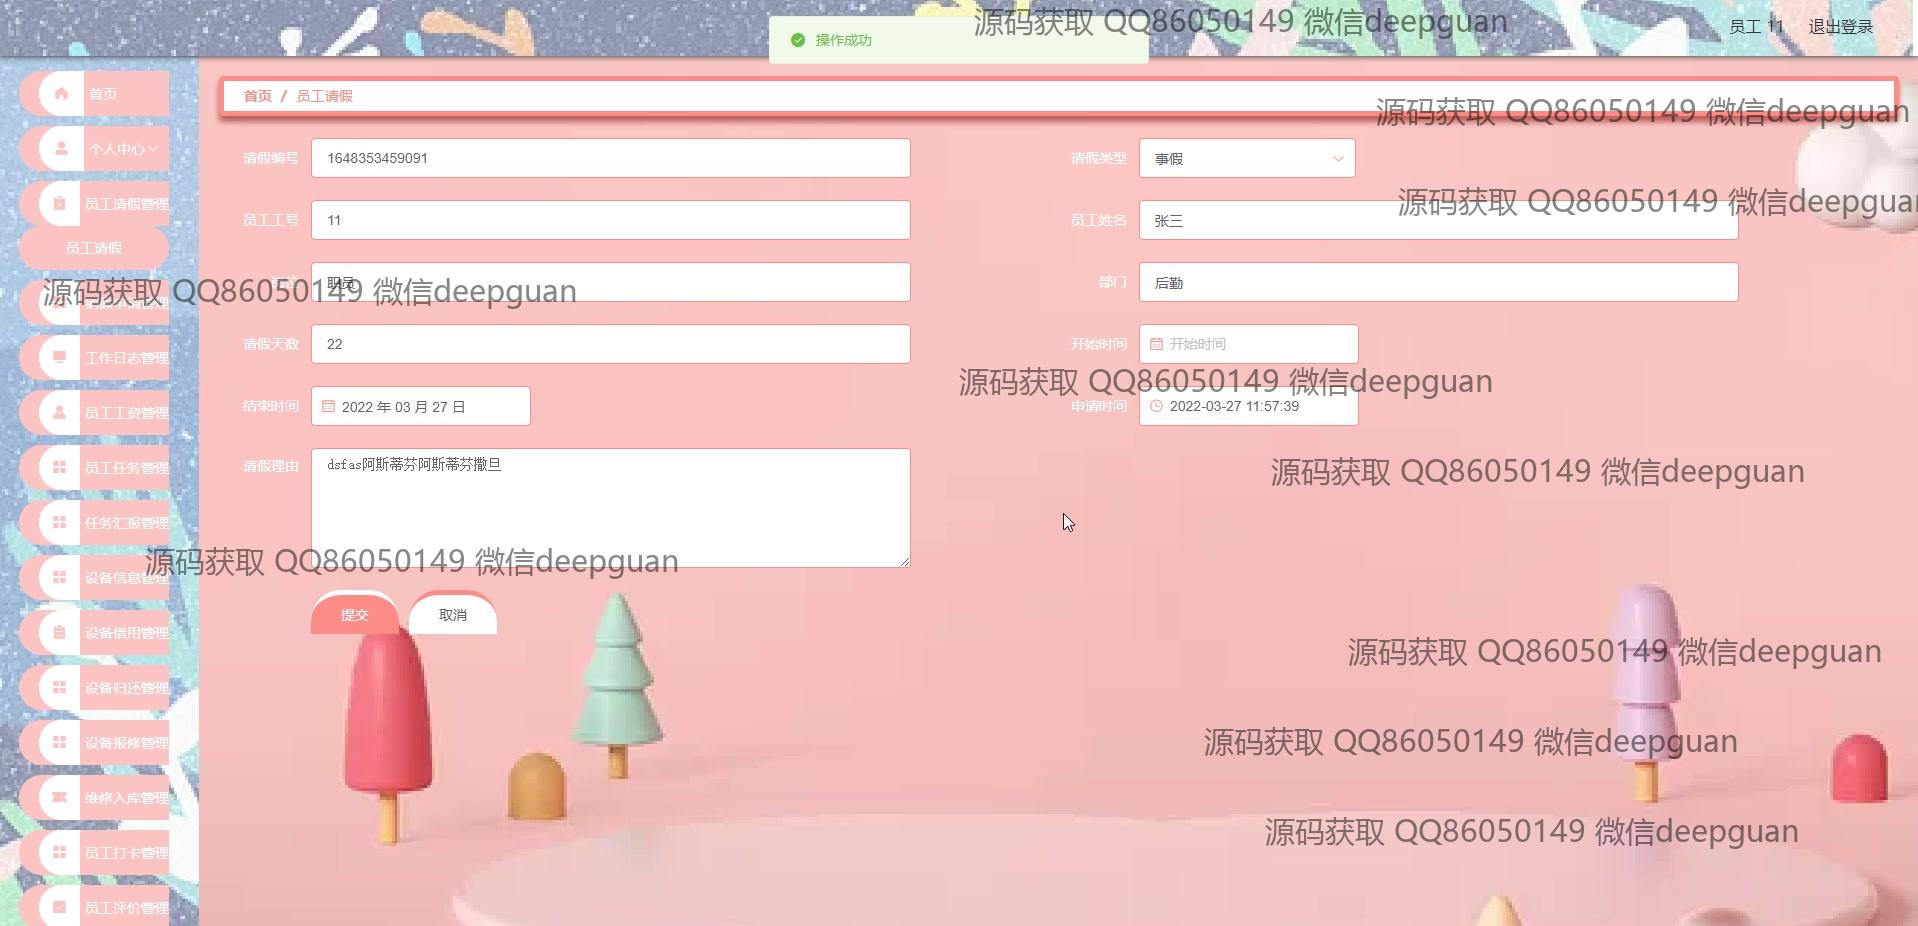 源码获取 QQ86050149 微信deepguan
操作成功
员工 11
退出登录
首页
首页 / 员工请假
源码获取 QQ86050149 微信deepguan
个人中心
请假编号
1648353459091
请假类型
事假
员工请假管理
员工工号
11
员工姓名
张三
源码获取 QQ86050149 微信deepguan
员工请假
职员
部门
后勤
源码获取 QQ86050149 微信deepguan
请假天数
22
开始时间
开始时间
工作日志管理
源码获取 QQ86050149 微信deepguan
结束时间
2022 年 03 月 27 日
申请时间
2022-03-27 11:57:39
员工工资管理
请假理由
dsfas阿斯蒂芬阿斯蒂芬撒旦
员工任务管理
源码获取 QQ86050149 微信deepguan
任务汇报管理
设备信息管理
源码获取 QQ86050149 微信deepguan
提交
取消
设备借用管理
源码获取 QQ86050149 微信deepguan
设备归还管理
设备报修管理
源码获取 QQ86050149 微信deepguan
维修入库管理
源码获取 QQ86050149 微信deepguan
员工打卡管理
员工评价管理